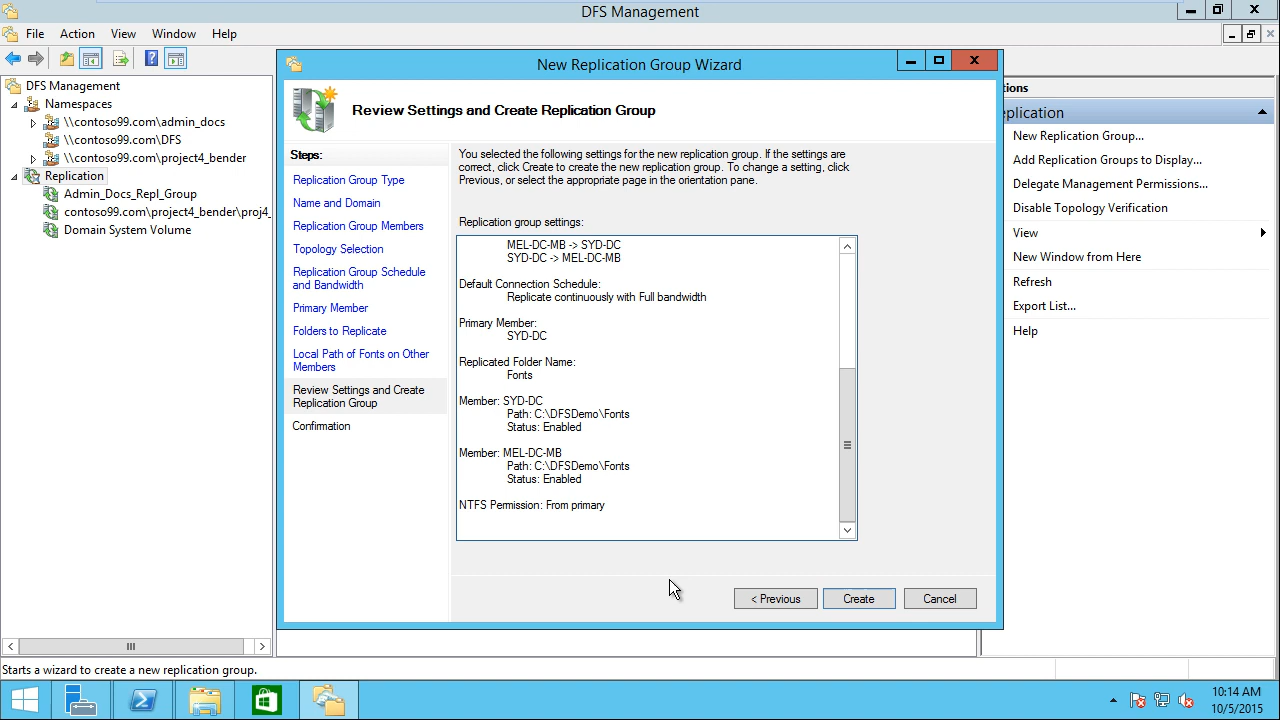 DFS Management
File Action View Window Help
DFS Management
Namespaces
\\contoso99.com\admin_docs
\\contoso99.com\DFS
\\contoso99.com\project4_bender
Replication
Admin_Docs_Repl_Group
contoso99.com\project4_bender\proj4_
Domain System Volume
New Replication Group Wizard
Review Settings and Create Replication Group
Steps:
Replication Group Type
Name and Domain
Replication Group Members
Topology Selection
Replication Group Schedule
and Bandwidth
Primary Member
Folders to Replicate
Local Path of Fonts on Other
Members
Review Settings and Create
Replication Group
Confirmation
You selected the following settings for the new replication group. If the settings are
correct, click Create to create the new replication group. To change a setting, click
Previous, or select the appropriate page in the orientation pane.
Replication group settings:
MEL-DC-MB -> SYD-DC
SYD-DC -> MEL-DC-MB
Default Connection Schedule:
Replicate continuously with Full bandwidth
Primary Member:
SYD-DC
Replicated Folder Name:
Fonts
Member: SYD-DC
Path: C:\DFSDemo\Fonts
Status: Enabled
Member: MEL-DC-MB
Path: C:\DFSDemo\Fonts
Status: Enabled
NTFS Permission: From primary
< Previous Create Cancel
tions
eplication
New Replication Group...
Add Replication Groups to Display...
Delegate Management Permissions...
Disable Topology Verification
View
New Window from Here
Refresh
Export List...
Help
Starts a wizard to create a new replication group.
10:14 AM
10/5/2015